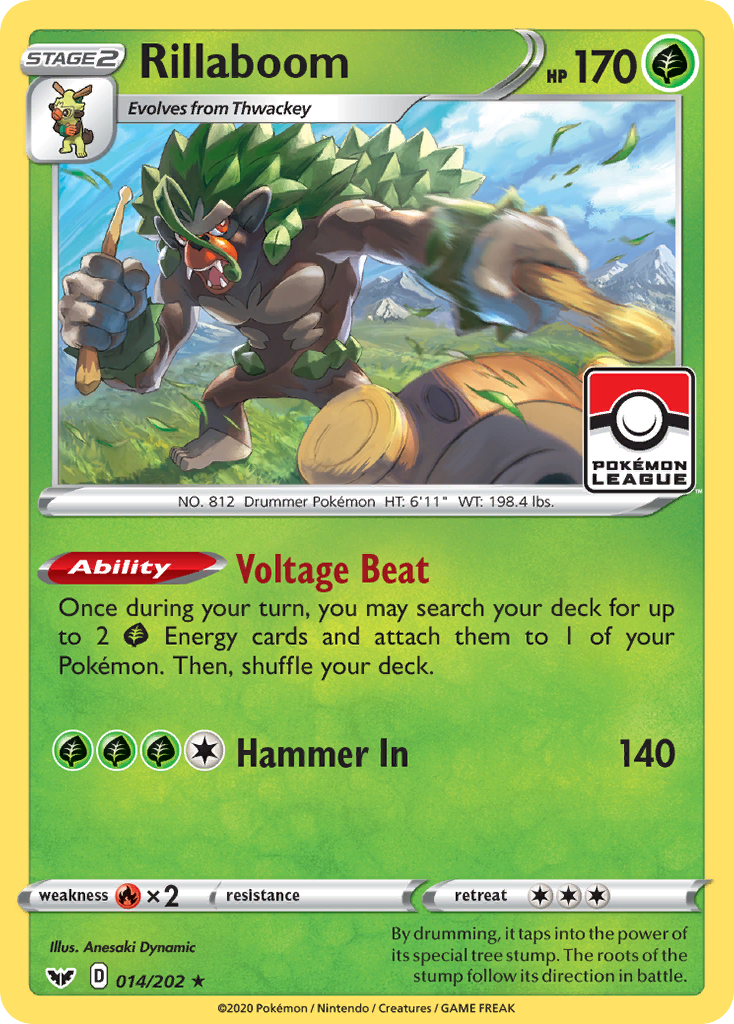 STAGE 2
Rillaboom
HP 170
Evolves from Thwackey
POKÉMON
LEAGUE
™
NO. 812 Drummer Pokémon HT: 6'11" WT: 198.4 lbs.
Ability Voltage Beat
Once during your turn, you may search your deck for up
to 2 Energy cards and attach them to 1 of your
Pokémon. Then, shuffle your deck.
Hammer In 140
weakness ×2 resistance retreat
Illus. Anesaki Dynamic
By drumming, it taps into the power of
its special tree stump. The roots of the
stump follow its direction in battle.
D 014/202 ★
©2020 Pokémon / Nintendo / Creatures / GAME FREAK